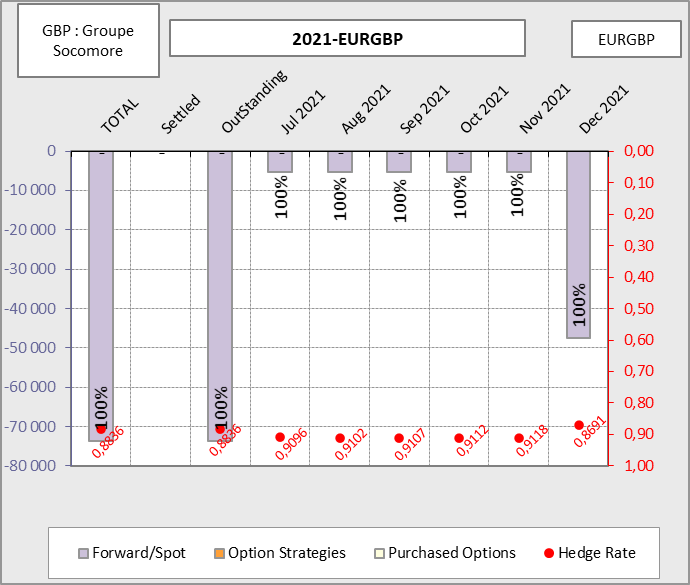 GBP : Groupe
Socomore
2021-EURGBP
EURGBP
TOTAL
Settled
OutStanding
Jul 2021
Aug 2021
Sep 2021
Oct 2021
Nov 2021
Dec 2021
0
-10 000
-20 000
-30 000
-40 000
-50 000
-60 000
-70 000
-80 000
0,00
0,10
0,20
0,30
0,40
0,50
0,60
0,70
0,80
0,90
1,00
100%
100%
100%
100%
100%
100%
100%
100%
0,8836
0,8836
0,9096
0,9102
0,9107
0,9112
0,9118
0,8691
Forward/Spot
Option Strategies
Purchased Options
Hedge Rate